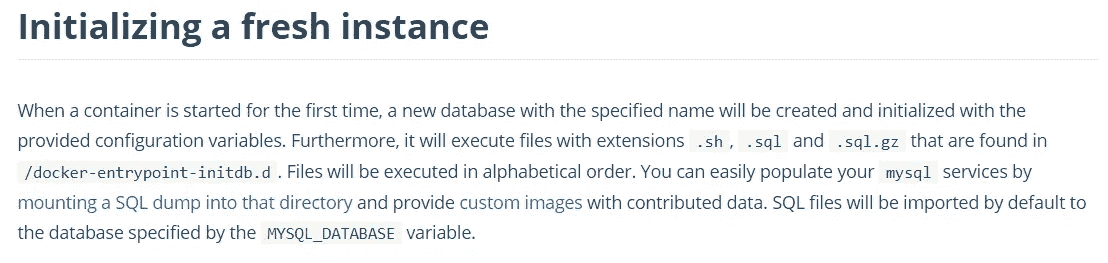 Initializing a fresh instance
When a container is started for the first time, a new database with the specified name will be created and initialized with the
provided configuration variables. Furthermore, it will execute files with extensions .sh , .sql and .sql.gz that are found in
/docker-entrypoint-initdb.d . Files will be executed in alphabetical order. You can easily populate your mysql services by
mounting a SQL dump into that directory and provide custom images with contributed data. SQL files will be imported by default to
the database specified by the MYSQL_DATABASE variable.